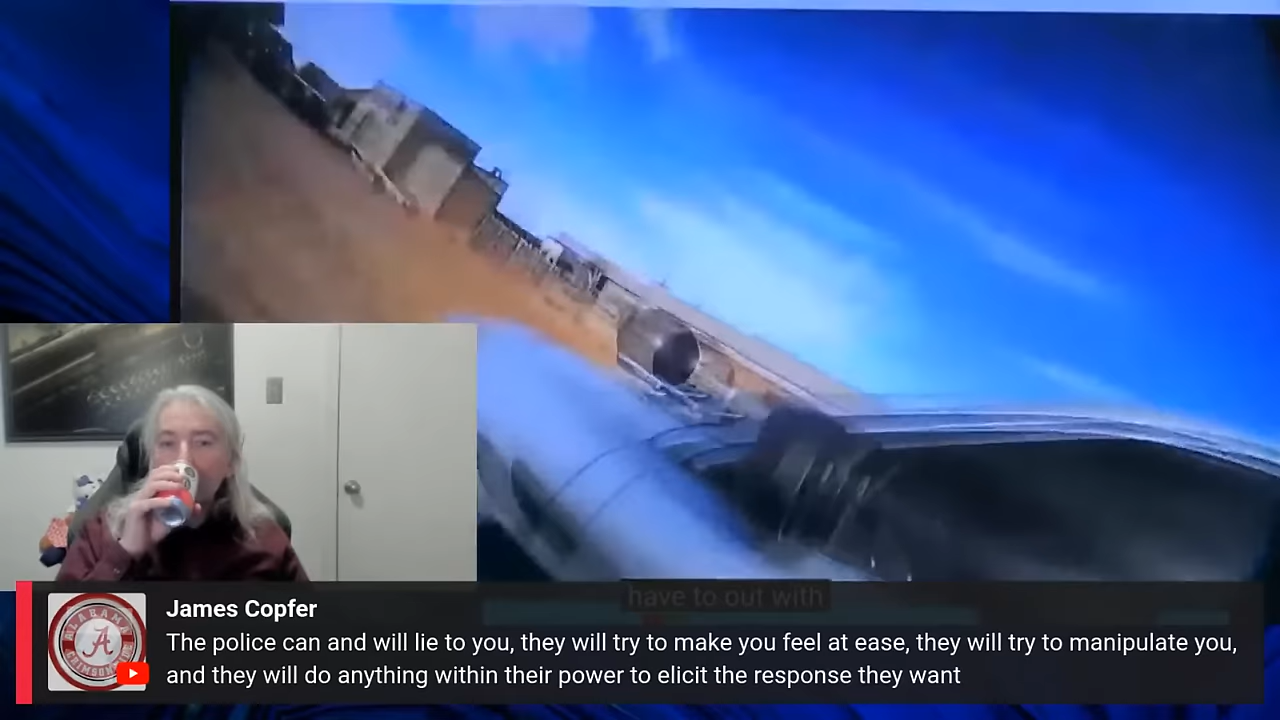 have to out with
James Copfer
The police can and will lie to you, they will try to make you feel at ease, they will try to manipulate you,
and they will do anything within their power to elicit the response they want
ALABAMA
A
CRIMSON